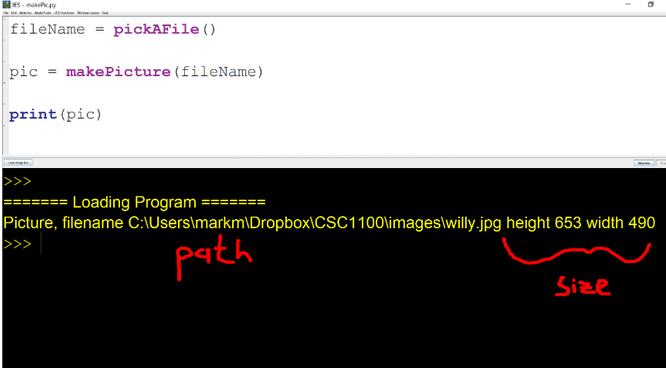 JES - makePic.py
File Edit Watcher MediaTools JES Functions Window Layout Help
fileName = pickAFile()
pic = makePicture(fileName)
print(pic)
Load Program
>>>
======= Loading Program =======
Picture, filename C:\Users\markm\Dropbox\CSC1100\images\willy.jpg height 653 width 490
>>>
path
size